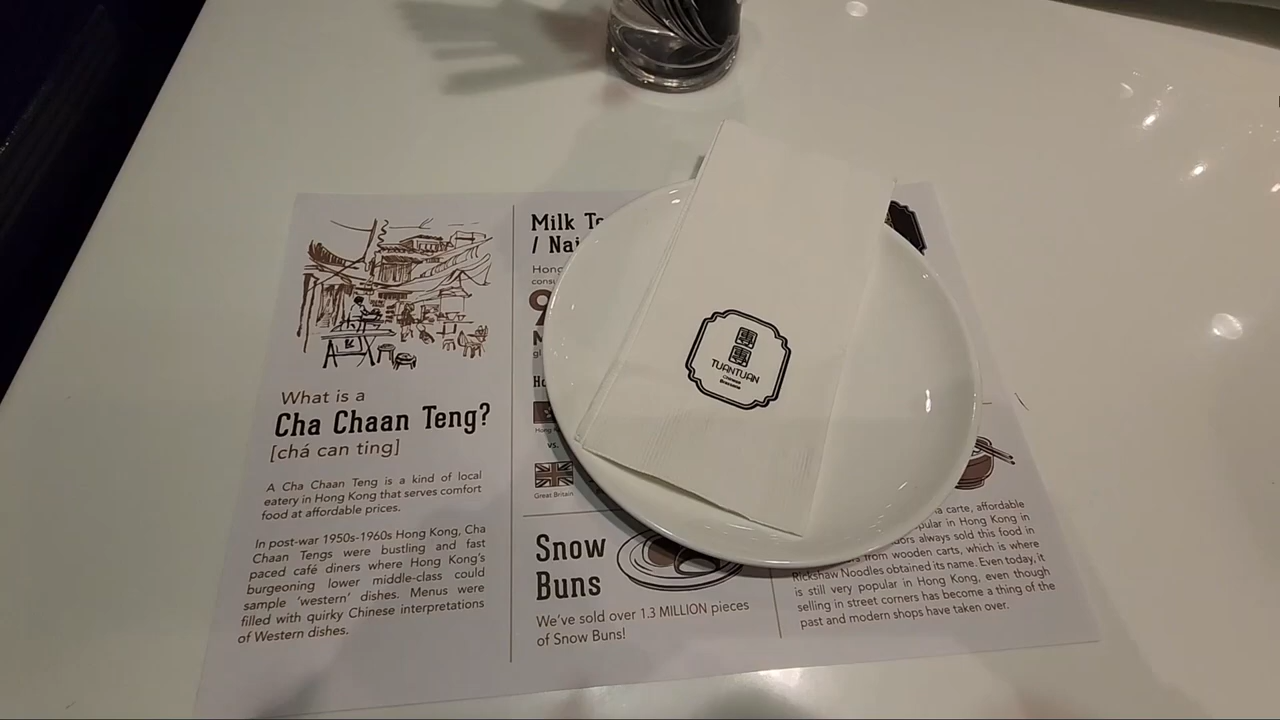 What is a
Cha Chaan Teng?
[chá can ting]
A Cha Chaan Teng is a kind of local
eatery in Hong Kong that serves comfort
food at affordable prices.
In post-war 1950s-1960s Hong Kong, Cha
Chaan Tengs were bustling and fast
paced café diners where Hong Kong's
burgeoning lower middle-class could
sample 'western' dishes. Menus were
filled with quirky Chinese interpretations
of Western dishes.
Milk
/
vs.
Great Britain
Snow
Buns
We've sold over 1.3 MILLION pieces
of Snow Buns!
TUANTUAN
Chinese
Brasserie
carte, affordable
in Hong Kong in
always sold this food in
from wooden carts, which is where
Rickshaw Noodles obtained its name. Even today, it
is still very popular in Hong Kong, even though
selling in street corners has become a thing of the
past and modern shops have taken over.